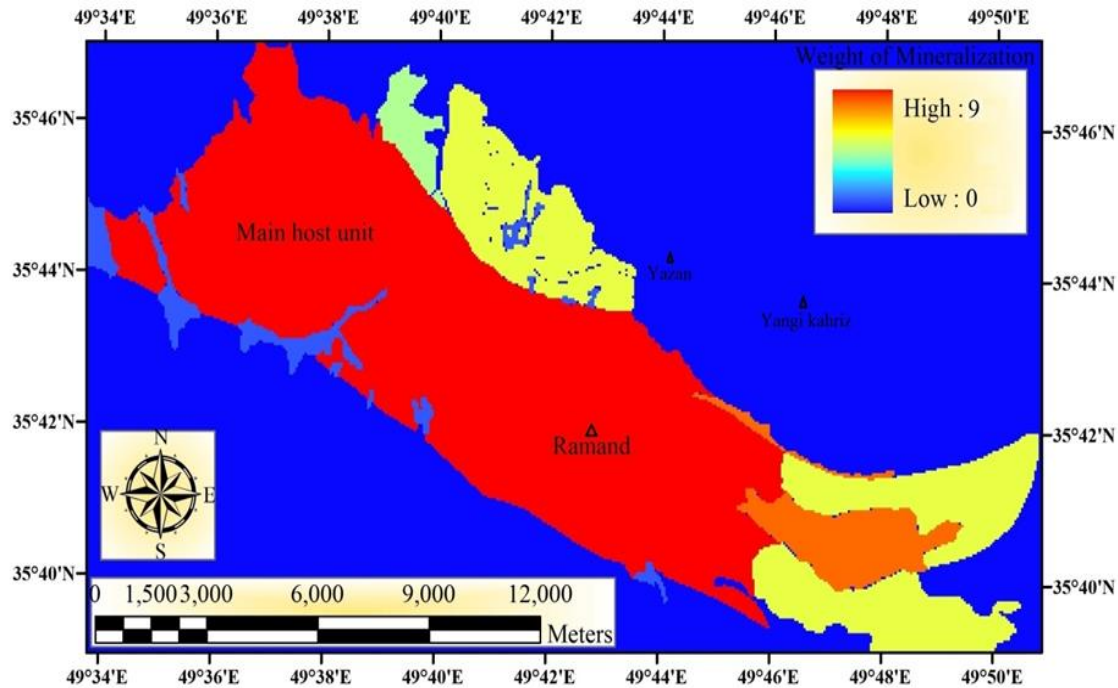 49°34'E 49°36'E 49°38'E 49°40'E 49°42'E 49°44'E 49°46'E 49°48'E 49°50'E
Weight of Mineralization
High : 9
Low : 0
35°46'N 35°46'N
Main host unit
35°44'N 35°44'N
Yazan
Yangi kahriz
35°42'N 35°42'N
Ramand
N
W E
S
35°40'N 35°40'N
0 1,500 3,000 6,000 9,000 12,000
Meters
49°34'E 49°36'E 49°38'E 49°40'E 49°42'E 49°44'E 49°46'E 49°48'E 49°50'E